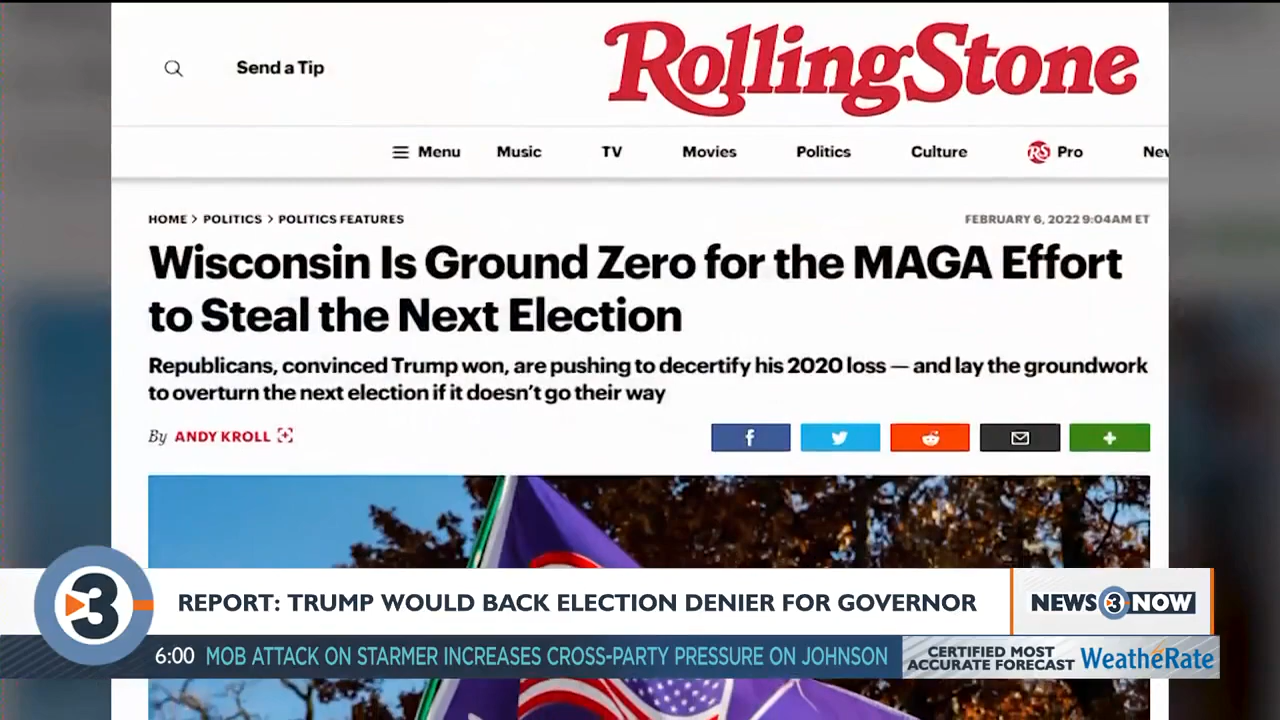 Send a Tip
RollingStone
Menu Music TV Movies Politics Culture RS Pro Nev
HOME > POLITICS > POLITICS FEATURES
FEBRUARY 6, 2022 9:04AM ET
Wisconsin Is Ground Zero for the MAGA Effort
to Steal the Next Election
Republicans, convinced Trump won, are pushing to decertify his 2020 loss — and lay the groundwork
to overturn the next election if it doesn't go their way
By ANDY KROLL
3 REPORT: TRUMP WOULD BACK ELECTION DENIER FOR GOVERNOR
NEWS 3 NOW
6:00 MOB ATTACK ON STARMER INCREASES CROSS-PARTY PRESSURE ON JOHNSON
CERTIFIED MOST
ACCURATE FORECAST WeatheRate